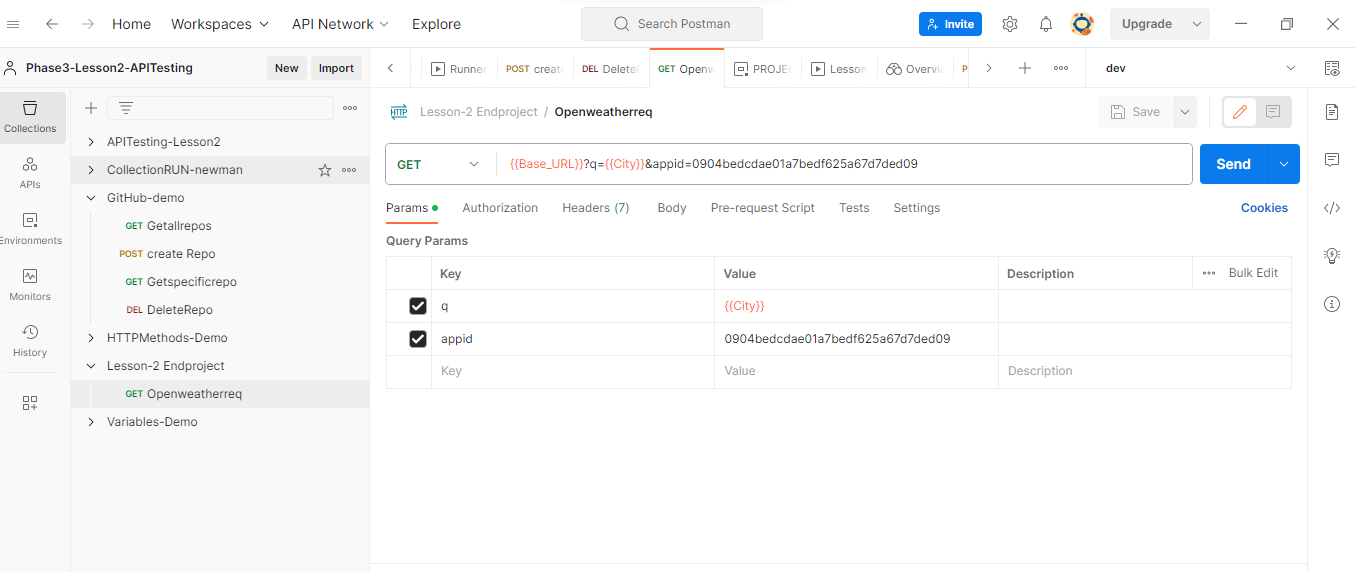 Home Workspaces API Network Explore Search Postman Invite Upgrade
Phase3-Lesson2-APITesting New Import Runner POST create DEL Delete GET Openw PROJE Lesson Overvi dev
Collections
APIs
Environments
Monitors
History
APITesting-Lesson2
CollectionRUN-newman
GitHub-demo
GET Getallrepos
POST create Repo
GET Getspecificrepo
DEL DeleteRepo
HTTPMethods-Demo
Lesson-2 Endproject
GET Openweatherreq
Variables-Demo
HTTP Lesson-2 Endproject / Openweatherreq Save
GET {{Base_URL}}?q={{City}}&appid=0904bedcdae01a7bedf625a67d7ded09 Send
Params Authorization Headers (7) Body Pre-request Script Tests Settings Cookies
Query Params
Key Value Description Bulk Edit
q {{City}}
appid 0904bedcdae01a7bedf625a67d7ded09
Key Value Description